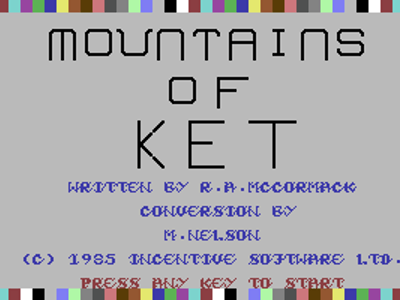 MOUNTAINS
OF
KET
WRITTEN BY R.A.MCCORMACK
CONVERSION BY
M.NELSON
(C) 1985 INCENTIVE SOFTWARE LTD.
PRESS ANY KEY TO START